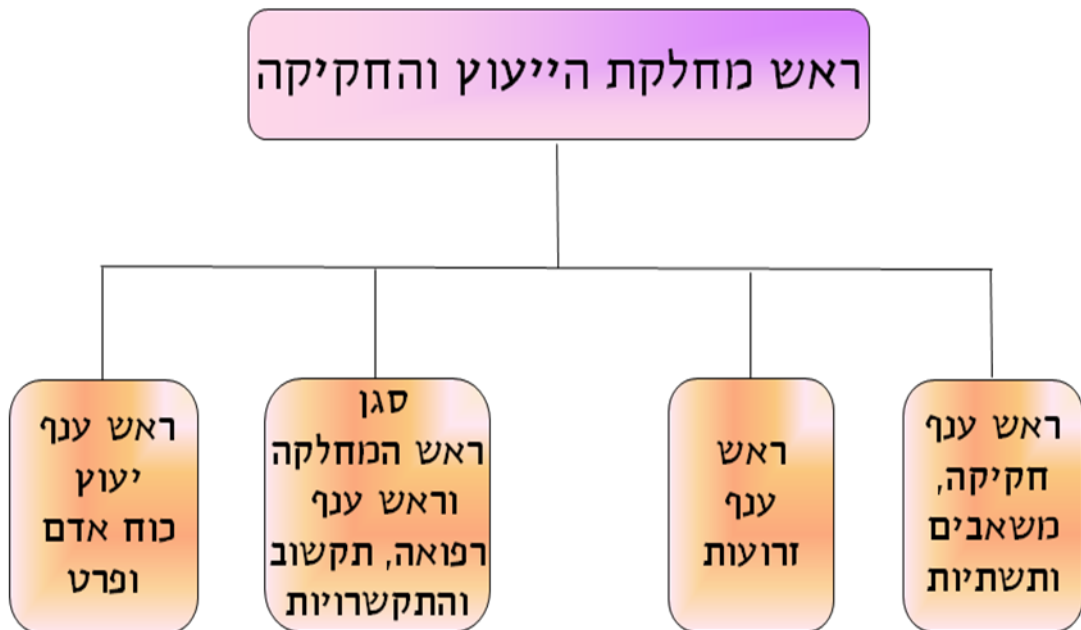 ראש מחלקת הייעוץ והחקיקה
ראש ענף
חקיקה,
משאבים
ותשתיות
ראש
ענף
זרועות
סגן
ראש המחלקה
וראש ענף
רפואה, תקשוב
והתקשרויות
ראש ענף
יעוץ
כוח אדם
ופרט